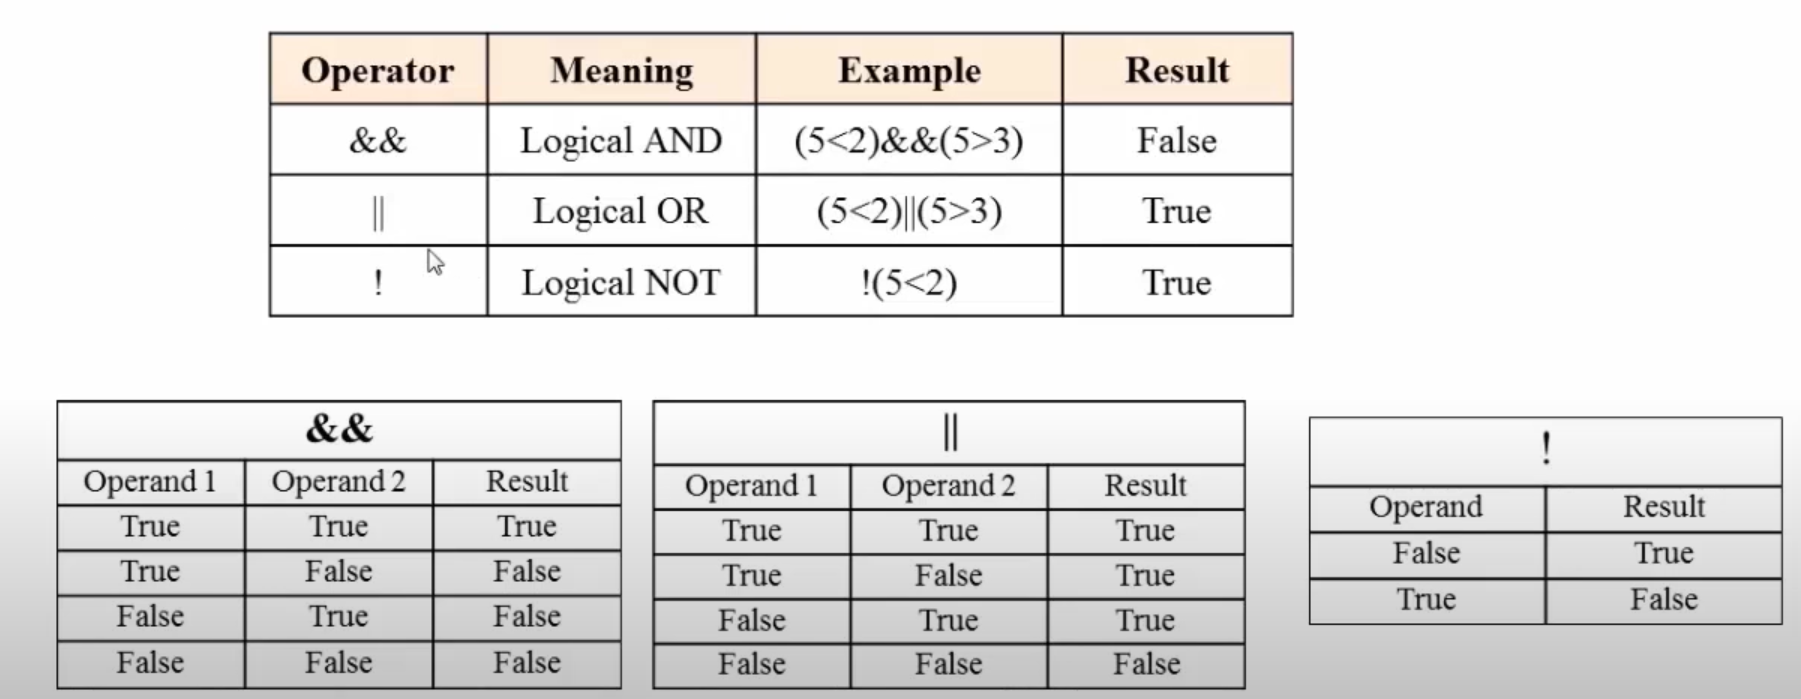 Operator Meaning Example Result
&& Logical AND (5<2)&&(5>3) False
|| Logical OR (5<2)||(5>3) True
! Logical NOT !(5<2) True
&&
Operand 1 Operand 2 Result
True True True
True False False
False True False
False False False
||
Operand 1 Operand 2 Result
True True True
True False True
False True True
False False False
!
Operand Result
False True
True False